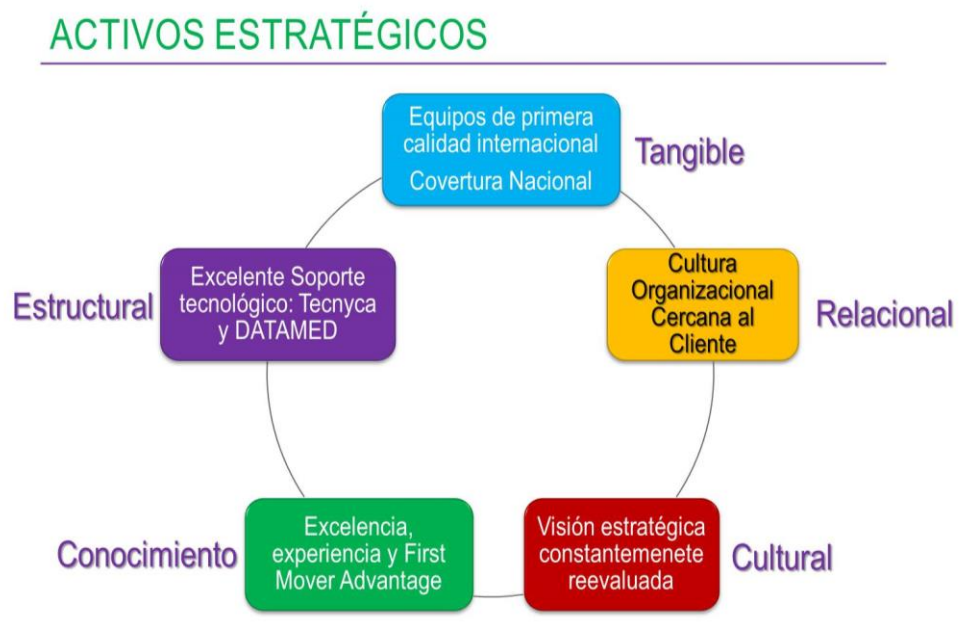 ACTIVOS ESTRATÉGICOS
Equipos de primera
calidad internacional
Covertura Nacional
Tangible
Cultura
Organizacional
Cercana al
Cliente
Relacional
Visión estratégica
constantemenete
reevaluada
Cultural
Excelencia,
experiencia y First
Mover Advantage
Conocimiento
Excelente Soporte
tecnológico: Tecnyca
y DATAMED
Estructural